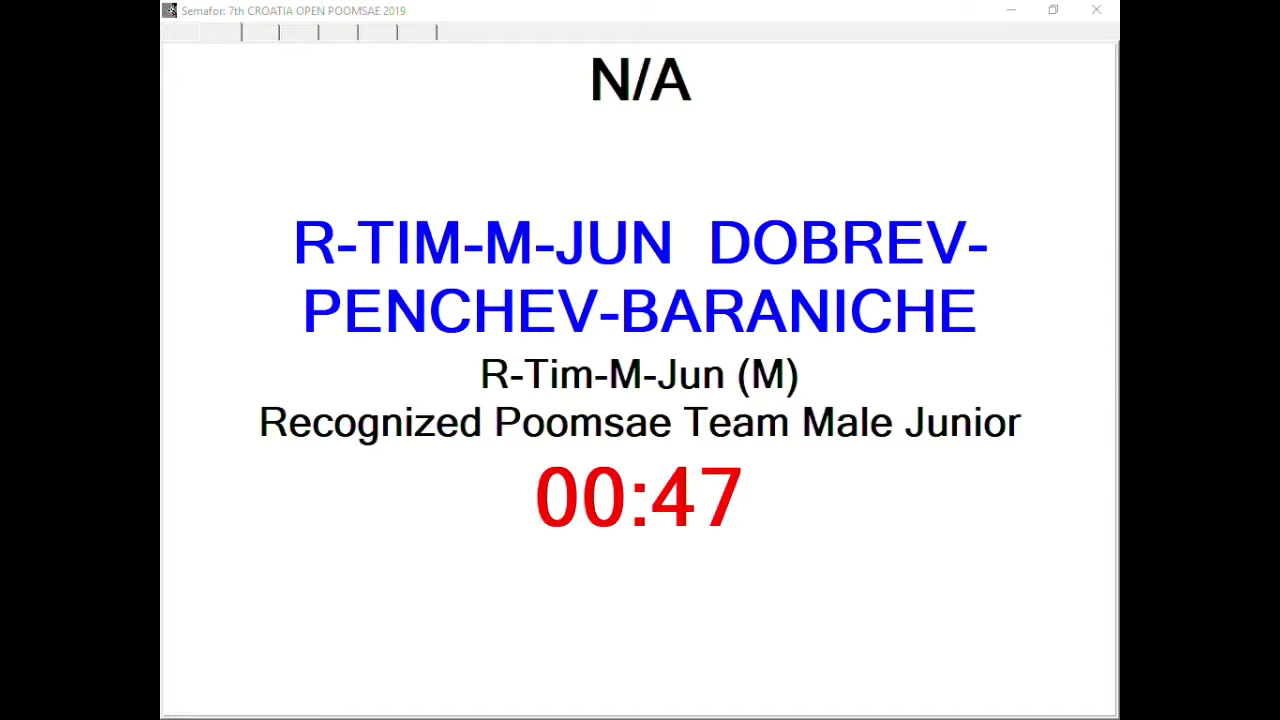 Semafor: 7th CROATIA OPEN POOMSAE 2019
N/A
R-TIM-M-JUN DOBREV-
PENCHEV-BARANICHE
R-Tim-M-Jun (M)
Recognized Poomsae Team Male Junior
00:47